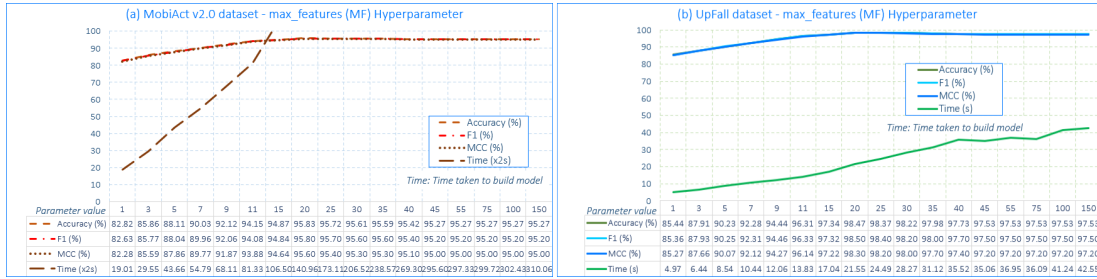 (a) MobiAct v2.0 dataset - max_features (MF) Hyperparameter
100
90
80
70
60
50
40
30
20
10
0
Accuracy (%)
F1 (%)
MCC (%)
Time (x2s)
Time: Time taken to build model
Parameter value 1 3 5 7 9 11 15 20 25 30 35 40 45 55 75 100 150
Accuracy (%) 82.82 85.86 88.11 90.03 92.12 94.15 94.87 95.83 95.72 95.61 95.59 95.42 95.27 95.27 95.27 95.27 95.27
F1 (%) 82.63 85.77 88.04 89.96 92.06 94.08 94.84 95.80 95.70 95.60 95.60 95.40 95.20 95.20 95.20 95.20 95.20
MCC (%) 82.28 85.59 87.86 89.77 91.87 93.95 94.64 95.60 95.40 95.30 95.30 95.10 95.00 95.00 95.00 95.00 95.00
Time (x2s) 19.01 29.55 43.66 54.79 68.11 81.33 106.50 140.96 173.11 206.52 238.57 269.30 295.60 297.33 299.72 302.43 310.06
(b) UpFall dataset - max_features (MF) Hyperparameter
100
90
80
70
60
50
40
30
20
10
0
Accuracy (%)
F1 (%)
MCC (%)
Time (s)
Time: Time taken to build model
Parameter value 1 3 5 7 9 11 15 20 25 30 35 40 45 55 75 100 150
Accuracy (%) 85.44 87.91 90.23 92.28 94.44 96.31 97.34 98.47 98.37 98.22 97.98 97.73 97.53 97.53 97.53 97.53 97.53
F1 (%) 85.36 87.93 90.25 92.31 94.46 96.33 97.32 98.50 98.40 98.20 98.00 97.70 97.50 97.50 97.50 97.50 97.50
MCC (%) 85.27 87.66 90.07 92.12 94.27 96.14 97.22 98.30 98.10 98.00 97.70 97.40 97.20 97.20 97.20 97.20 97.20
Time (s) 4.97 6.44 8.54 10.44 12.06 13.83 17.04 21.55 24.49 28.27 31.12 35.52 35.06 36.95 36.09 41.24 42.55